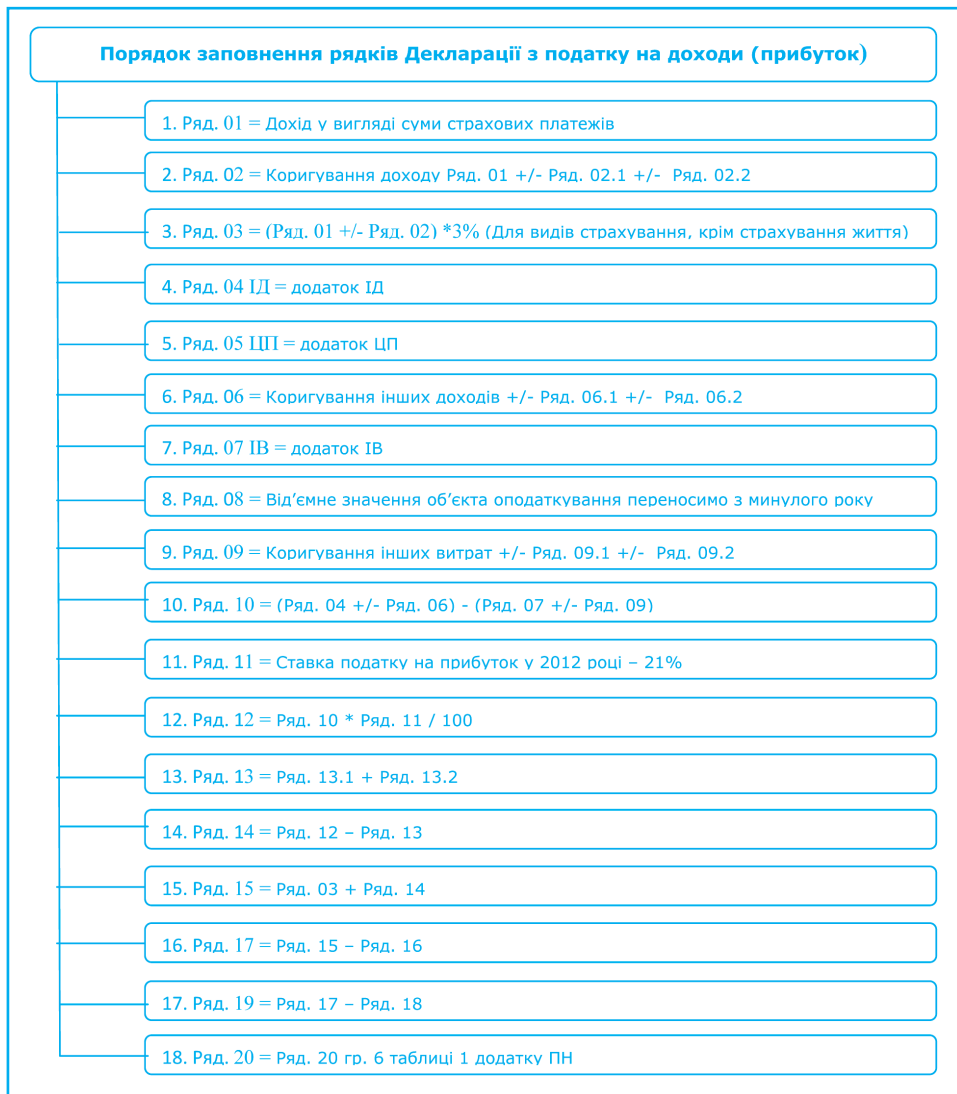 Порядок заповнення рядків Декларації з податку на доходи (прибуток)
1. Ряд. 01 = Дохід у вигляді суми страхових платежів
2. Ряд. 02 = Коригування доходу Ряд. 01 +/- Ряд. 02.1 +/- Ряд. 02.2
3. Ряд. 03 = (Ряд. 01 +/- Ряд. 02) *3% (Для видів страхування, крім страхування життя)
4. Ряд. 04 ІД = додаток ІД
5. Ряд. 05 ЦП = додаток ЦП
6. Ряд. 06 = Коригування інших доходів +/- Ряд. 06.1 +/- Ряд. 06.2
7. Ряд. 07 ІВ = додаток ІВ
8. Ряд. 08 = Від’ємне значення об’єкта оподаткування переносимо з минулого року
9. Ряд. 09 = Коригування інших витрат +/- Ряд. 09.1 +/- Ряд. 09.2
10. Ряд. 10 = (Ряд. 04 +/- Ряд. 06) - (Ряд. 07 +/- Ряд. 09)
11. Ряд. 11 = Ставка податку на прибуток у 2012 році – 21%
12. Ряд. 12 = Ряд. 10 * Ряд. 11 / 100
13. Ряд. 13 = Ряд. 13.1 + Ряд. 13.2
14. Ряд. 14 = Ряд. 12 – Ряд. 13
15. Ряд. 15 = Ряд. 03 + Ряд. 14
16. Ряд. 17 = Ряд. 15 – Ряд. 16
17. Ряд. 19 = Ряд. 17 – Ряд. 18
18. Ряд. 20 = Ряд. 20 гр. 6 таблиці 1 додатку ПН